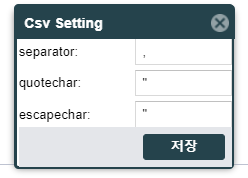 Csv Setting
separator: ,
quotechar: "
escapechar: "
저장